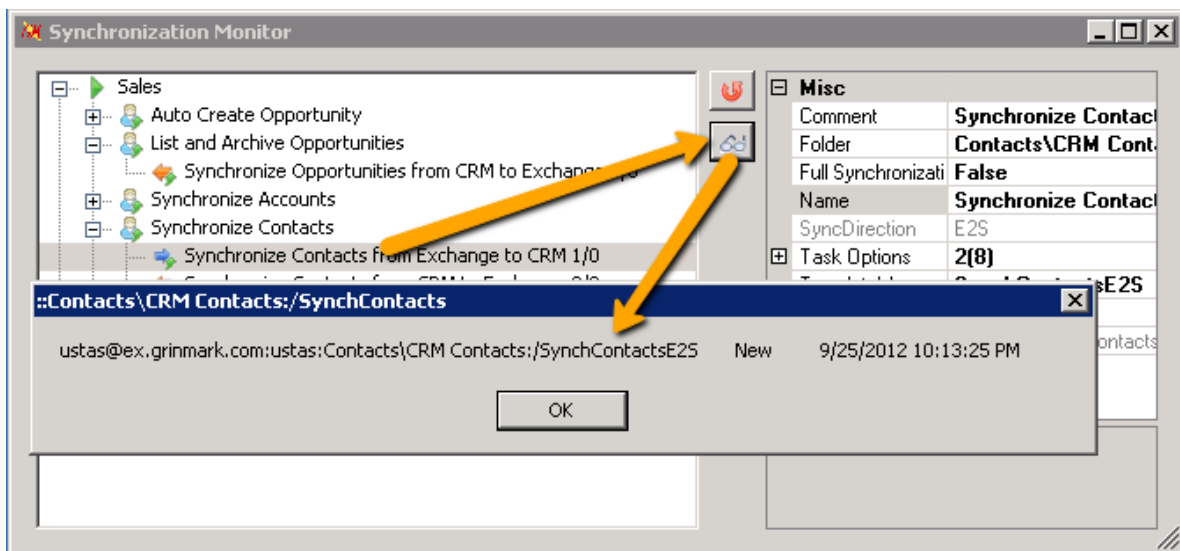 Synchronization Monitor
Sales
Auto Create Opportunity
List and Archive Opportunities
Synchronize Opportunities from CRM to Exchange
Synchronize Accounts
Synchronize Contacts
Synchronize Contacts from Exchange to CRM 1/0
Misc
Comment Synchronize Contact
Folder Contacts\CRM Cont
Full Synchronizati False
Name Synchronize Contact
SyncDirection E2S
Task Options 2(8)
::Contacts\CRM Contacts:/SynchContacts
ustas@ex.grinmark.com:ustas:Contacts\CRM Contacts:/SynchContactsE2S New 9/25/2012 10:13:25 PM
OK
sE2S
ontacts